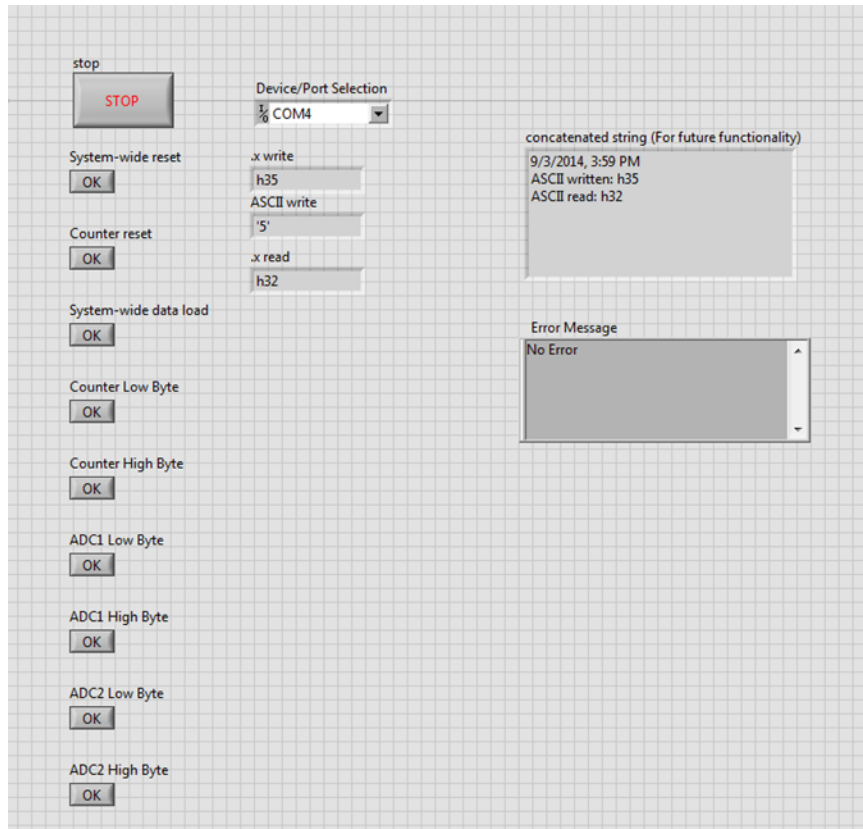 stop
STOP
Device/Port Selection
I/O COM4
System-wide reset
OK
.x write
h35
ASCII write
'5'
.x read
h32
concatenated string (For future functionality)
9/3/2014, 3:59 PM
ASCII written: h35
ASCII read: h32
Counter reset
OK
System-wide data load
OK
Error Message
No Error
Counter Low Byte
OK
Counter High Byte
OK
ADC1 Low Byte
OK
ADC1 High Byte
OK
ADC2 Low Byte
OK
ADC2 High Byte
OK